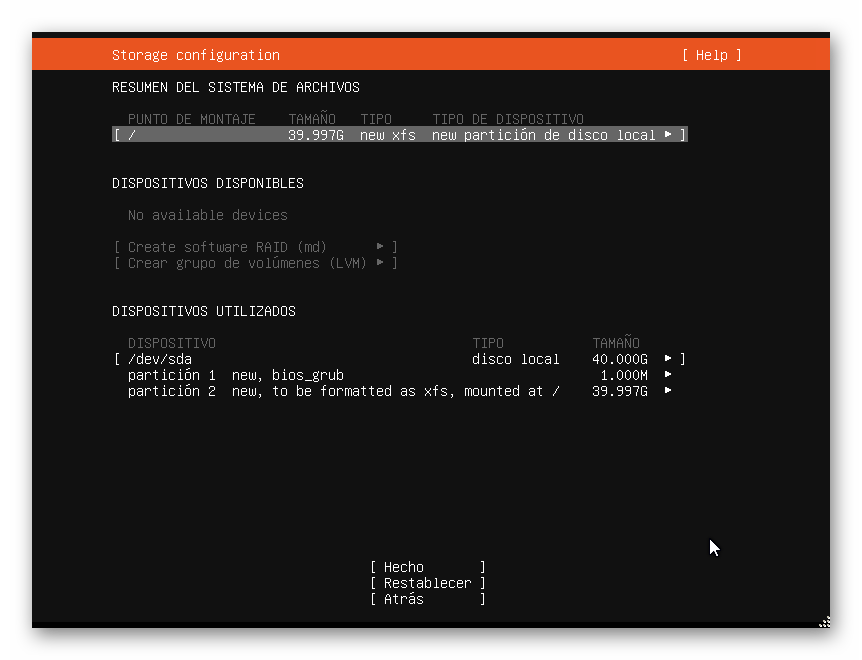 Storage configuration [ Help ]
RESUMEN DEL SISTEMA DE ARCHIVOS
PUNTO DE MONTAJE TAMAÑO TIPO TIPO DE DISPOSITIVO
[ / 39.997G new xfs new partición de disco local ▸ ]
DISPOSITIVOS DISPONIBLES
No available devices
[ Create software RAID (md) ▸ ]
[ Crear grupo de volúmenes (LVM) ▸ ]
DISPOSITIVOS UTILIZADOS
DISPOSITIVO TIPO TAMAÑO
[ /dev/sda disco local 40.000G ▸ ]
partición 1 new, bios_grub 1.000M ▸
partición 2 new, to be formatted as xfs, mounted at / 39.997G ▸
[ Hecho ]
[ Restablecer ]
[ Atrás ]